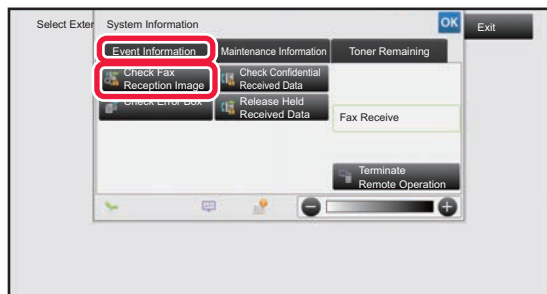 Select Exter
System Information
OK
Exit
Event Information
Maintenance Information
Toner Remaining
Check Fax
Reception Image
Check Confidential
Received Data
Check Error Box
Release Held
Received Data
Fax Receive
Terminate
Remote Operation